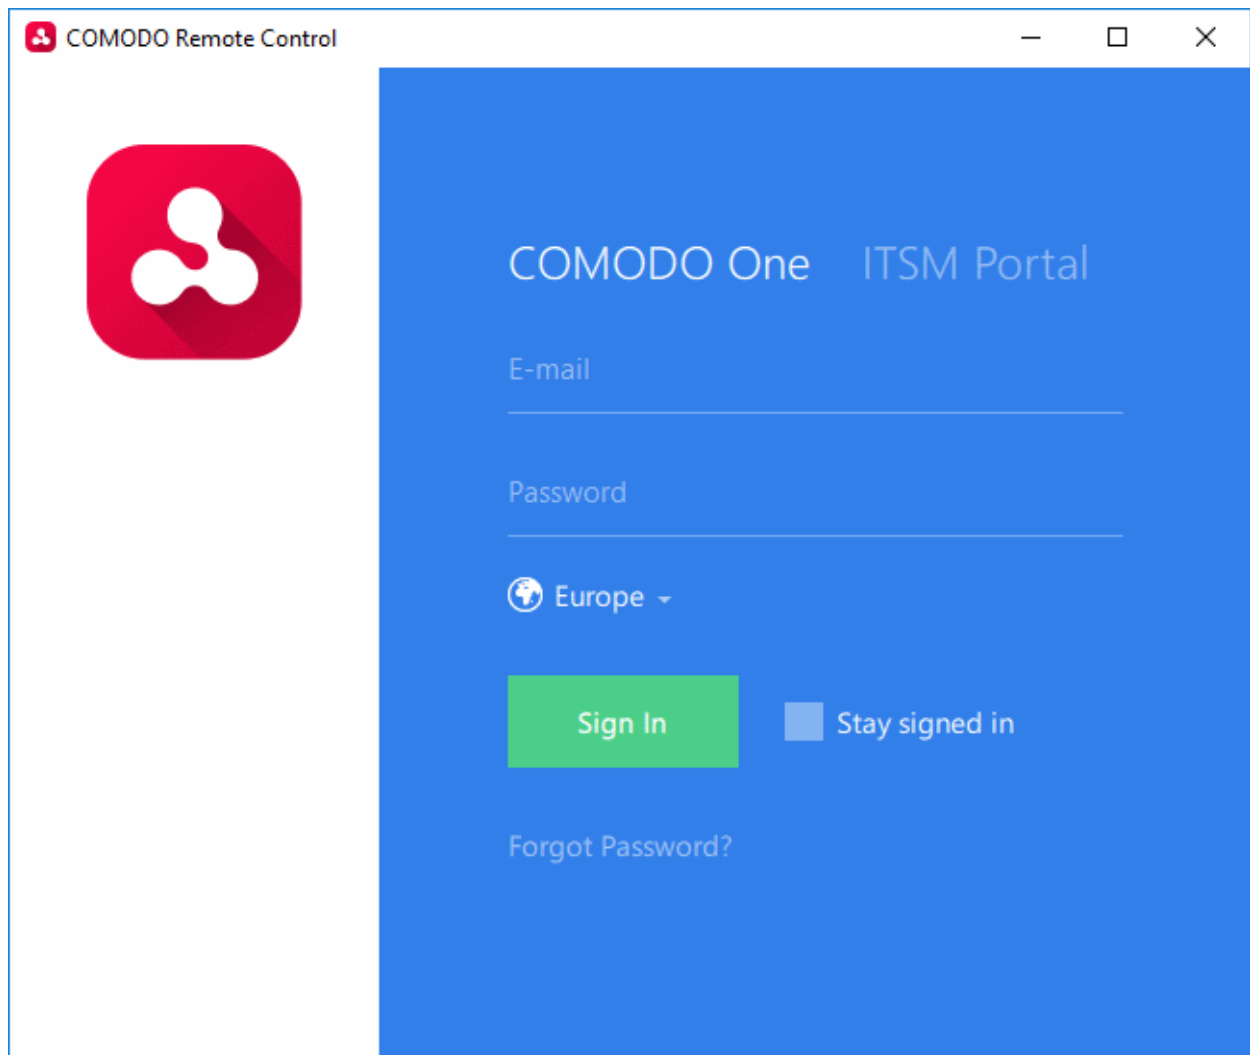 COMODO Remote Control
COMODO One ITSM Portal
E-mail
Password
Europe
Sign In Stay signed in
Forgot Password?